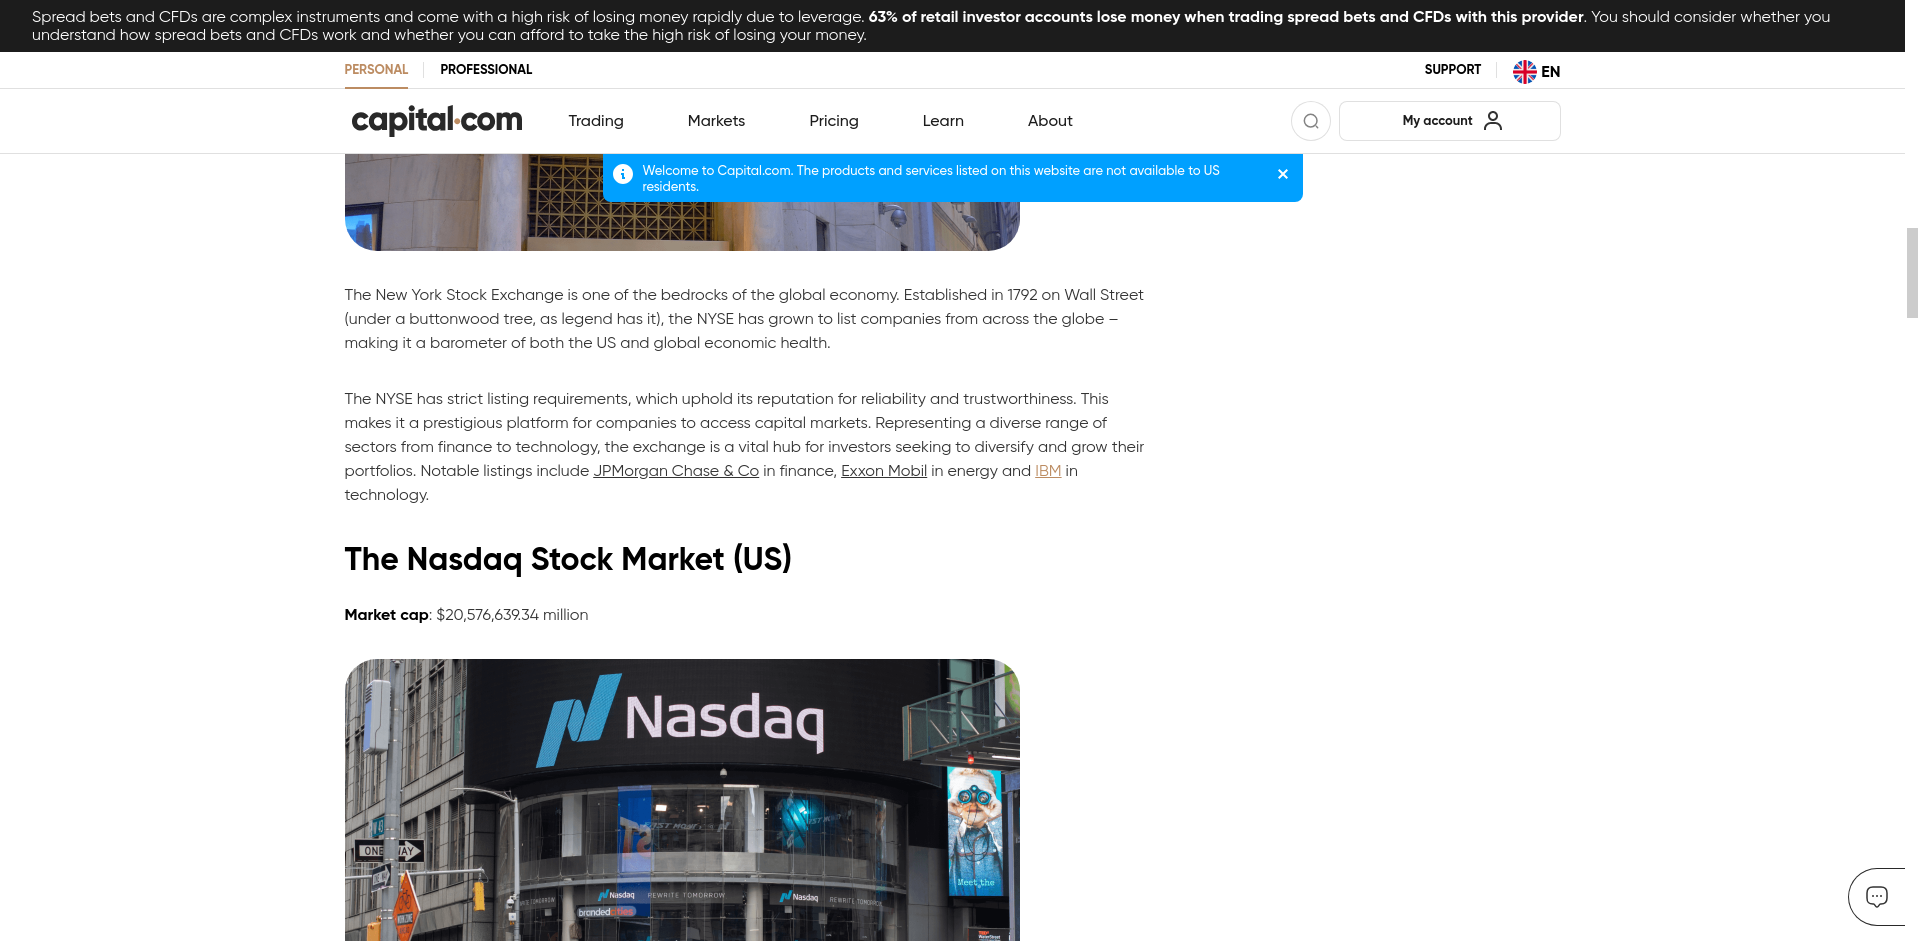 Spread bets and CFDs are complex instruments and come with a high risk of losing money rapidly due to leverage. 63% of retail investor accounts lose money when trading spread bets and CFDs with this provider. You should consider whether you
understand how spread bets and CFDs work and whether you can afford to take the high risk of losing your money.
PERSONAL PROFESSIONAL SUPPORT EN
capital.com Trading Markets Pricing Learn About My account
Welcome to Capital.com. The products and services listed on this website are not available to US
residents.
The New York Stock Exchange is one of the bedrocks of the global economy. Established in 1792 on Wall Street
(under a buttonwood tree, as legend has it), the NYSE has grown to list companies from across the globe –
making it a barometer of both the US and global economic health.
The NYSE has strict listing requirements, which uphold its reputation for reliability and trustworthiness. This
makes it a prestigious platform for companies to access capital markets. Representing a diverse range of
sectors from finance to technology, the exchange is a vital hub for investors seeking to diversify and grow their
portfolios. Notable listings include JPMorgan Chase & Co in finance, Exxon Mobil in energy and IBM in
technology.
The Nasdaq Stock Market (US)
Market cap: $20,576,639.34 million
Nasdaq
ONE WAY
Meet the
Nasdaq REWRITE TOMORROW Nasdaq REWRITE TOMORROW
brandedcities